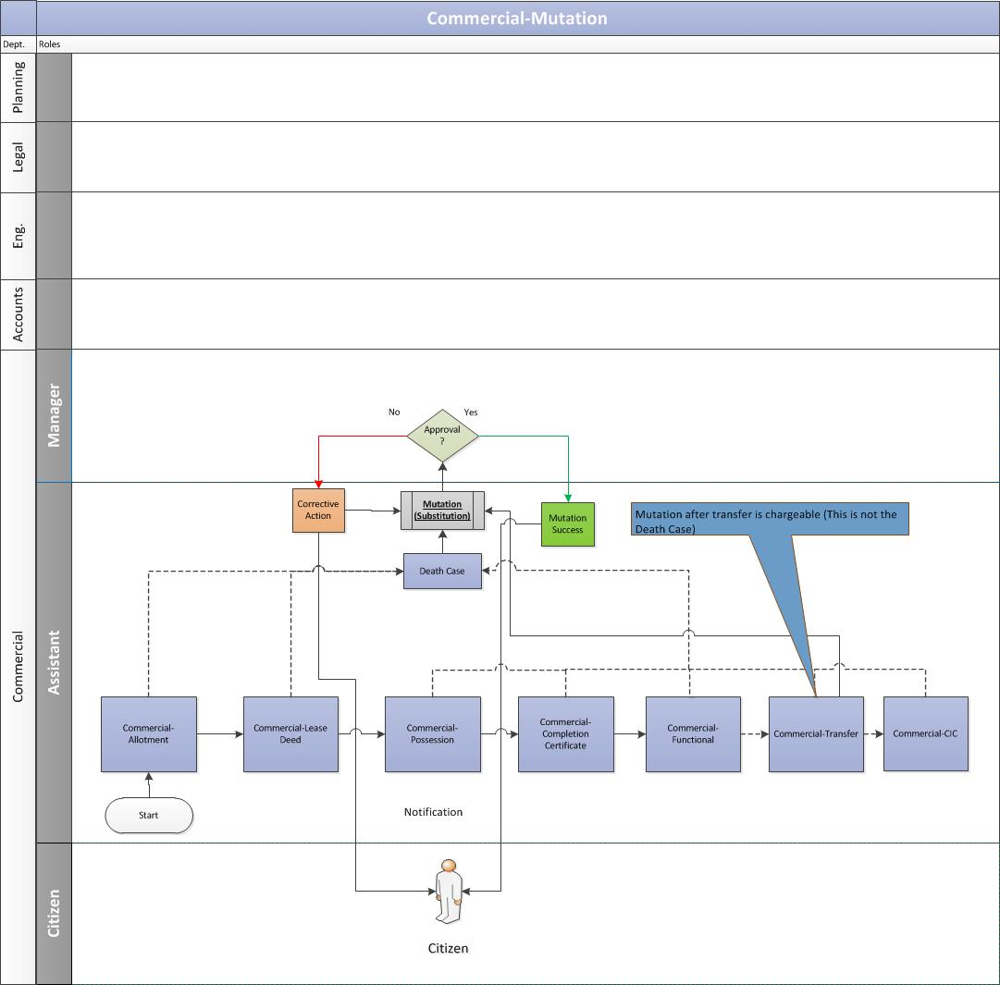 Commercial-Mutation
Dept.
Roles
Planning
Legal
Eng.
Accounts
Commercial
Manager
No
Yes
Approval
?
Assistant
Corrective
Action
Mutation
(Substitution)
Mutation
Success
Mutation after transfer is chargeable (This is not the
Death Case)
Death Case
Commercial-
Allotment
Commercial-Lease
Deed
Commercial-
Possession
Commercial-
Completion
Certificate
Commercial-
Functional
Commercial-Transfer
Commercial-CIC
Start
Notification
Citizen
Citizen